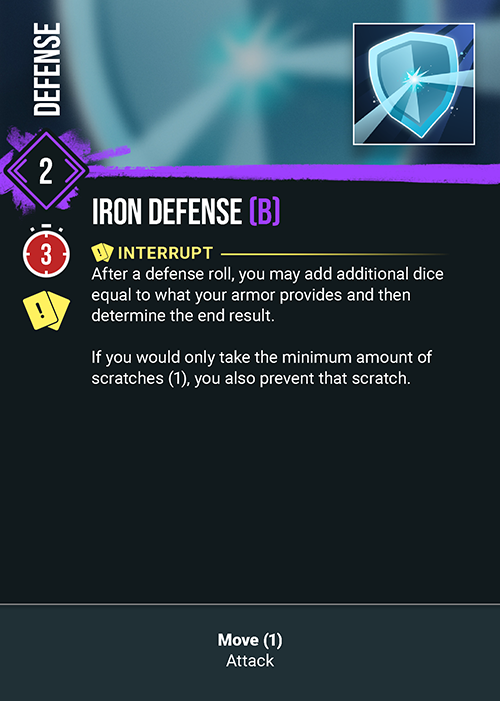 DEFENSE
2
IRON DEFENSE (B)
3
! INTERRUPT
!
After a defense roll, you may add additional dice
equal to what your armor provides and then
determine the end result.
If you would only take the minimum amount of
scratches (1), you also prevent that scratch.
Move (1)
Attack